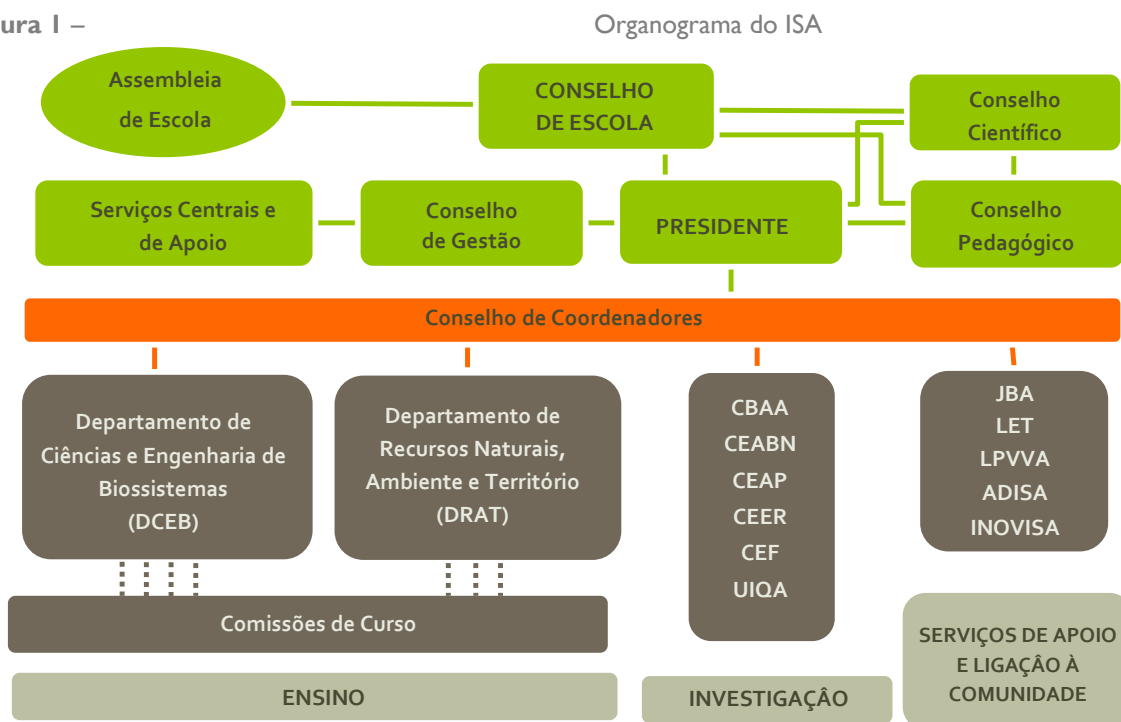 ura 1 –
Organograma do ISA
Assembleia
de Escola
CONSELHO
DE ESCOLA
Conselho
Científico
Serviços Centrais e
de Apoio
Conselho
de Gestão
PRESIDENTE
Conselho
Pedagógico
Conselho de Coordenadores
Departamento de
Ciências e Engenharia de
Biossistemas
(DCEB)
Departamento de
Recursos Naturais,
Ambiente e Território
(DRAT)
CBAA
CEABN
CEAP
CEER
CEF
UIQA
JBA
LET
LPVVA
ADISA
INOVISA
Comissões de Curso
SERVIÇOS DE APOIO
E LIGAÇÂO À
COMUNIDADE
ENSINO
INVESTIGAÇÂO